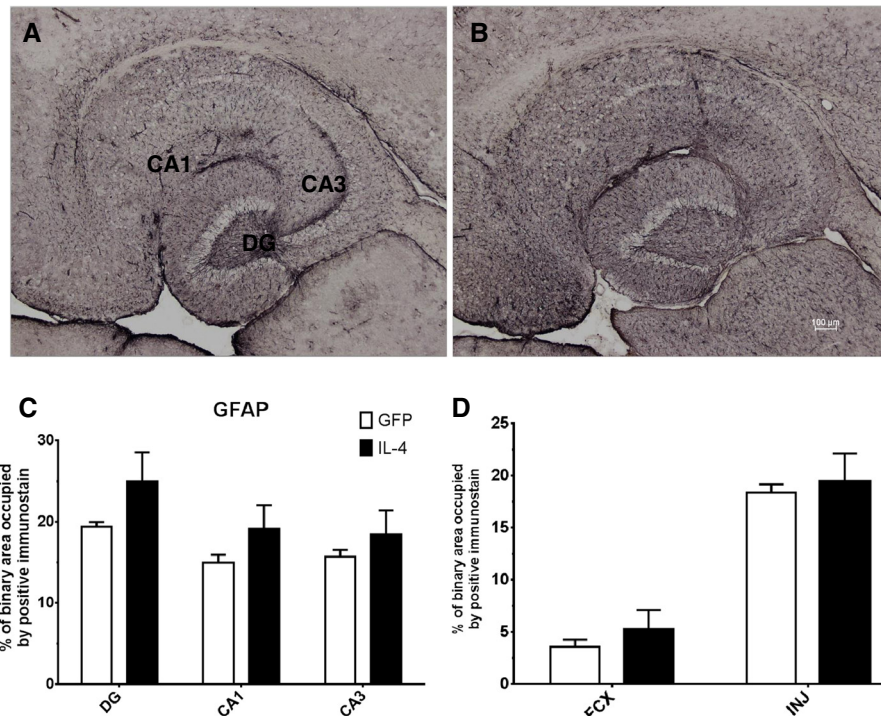 A
B
CA1
CA3
DG
100 µm
C
GFAP
GFP
IL-4
% of binary area occupied
by positive immunostain
30
20
10
0
DG
CA1
CA3
D
% of binary area occupied
by positive immunostain
25
20
15
10
5
0
FCX
INJ